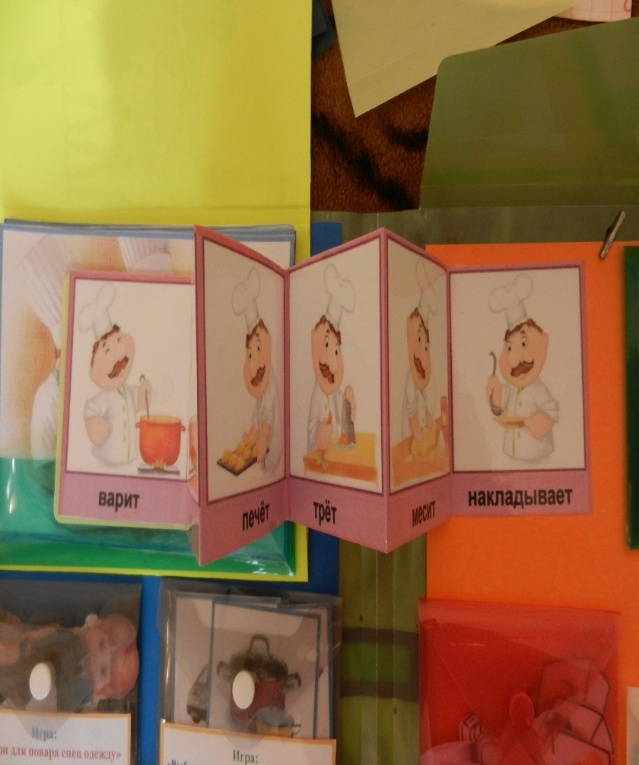 варит
печёт
трёт
месит
накладывает
Игра:
для повара спец одежду»
Игра: